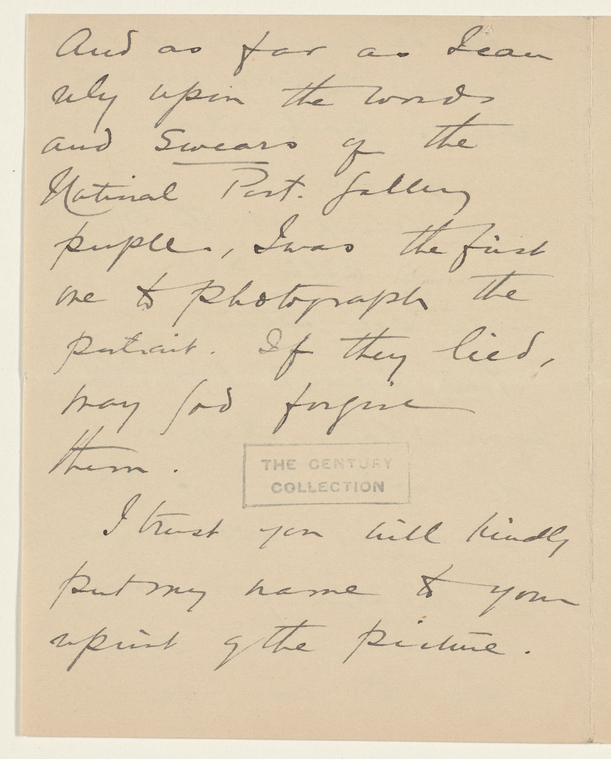 And as far as I can
rely upon the words
and swears of the
National Port. Gallery
people, I was the first
one to photograph the
portrait. If they lied,
may God forgive
them.
THE CENTURY
COLLECTION
I trust you will kindly
put my name to your
reprint of the picture.